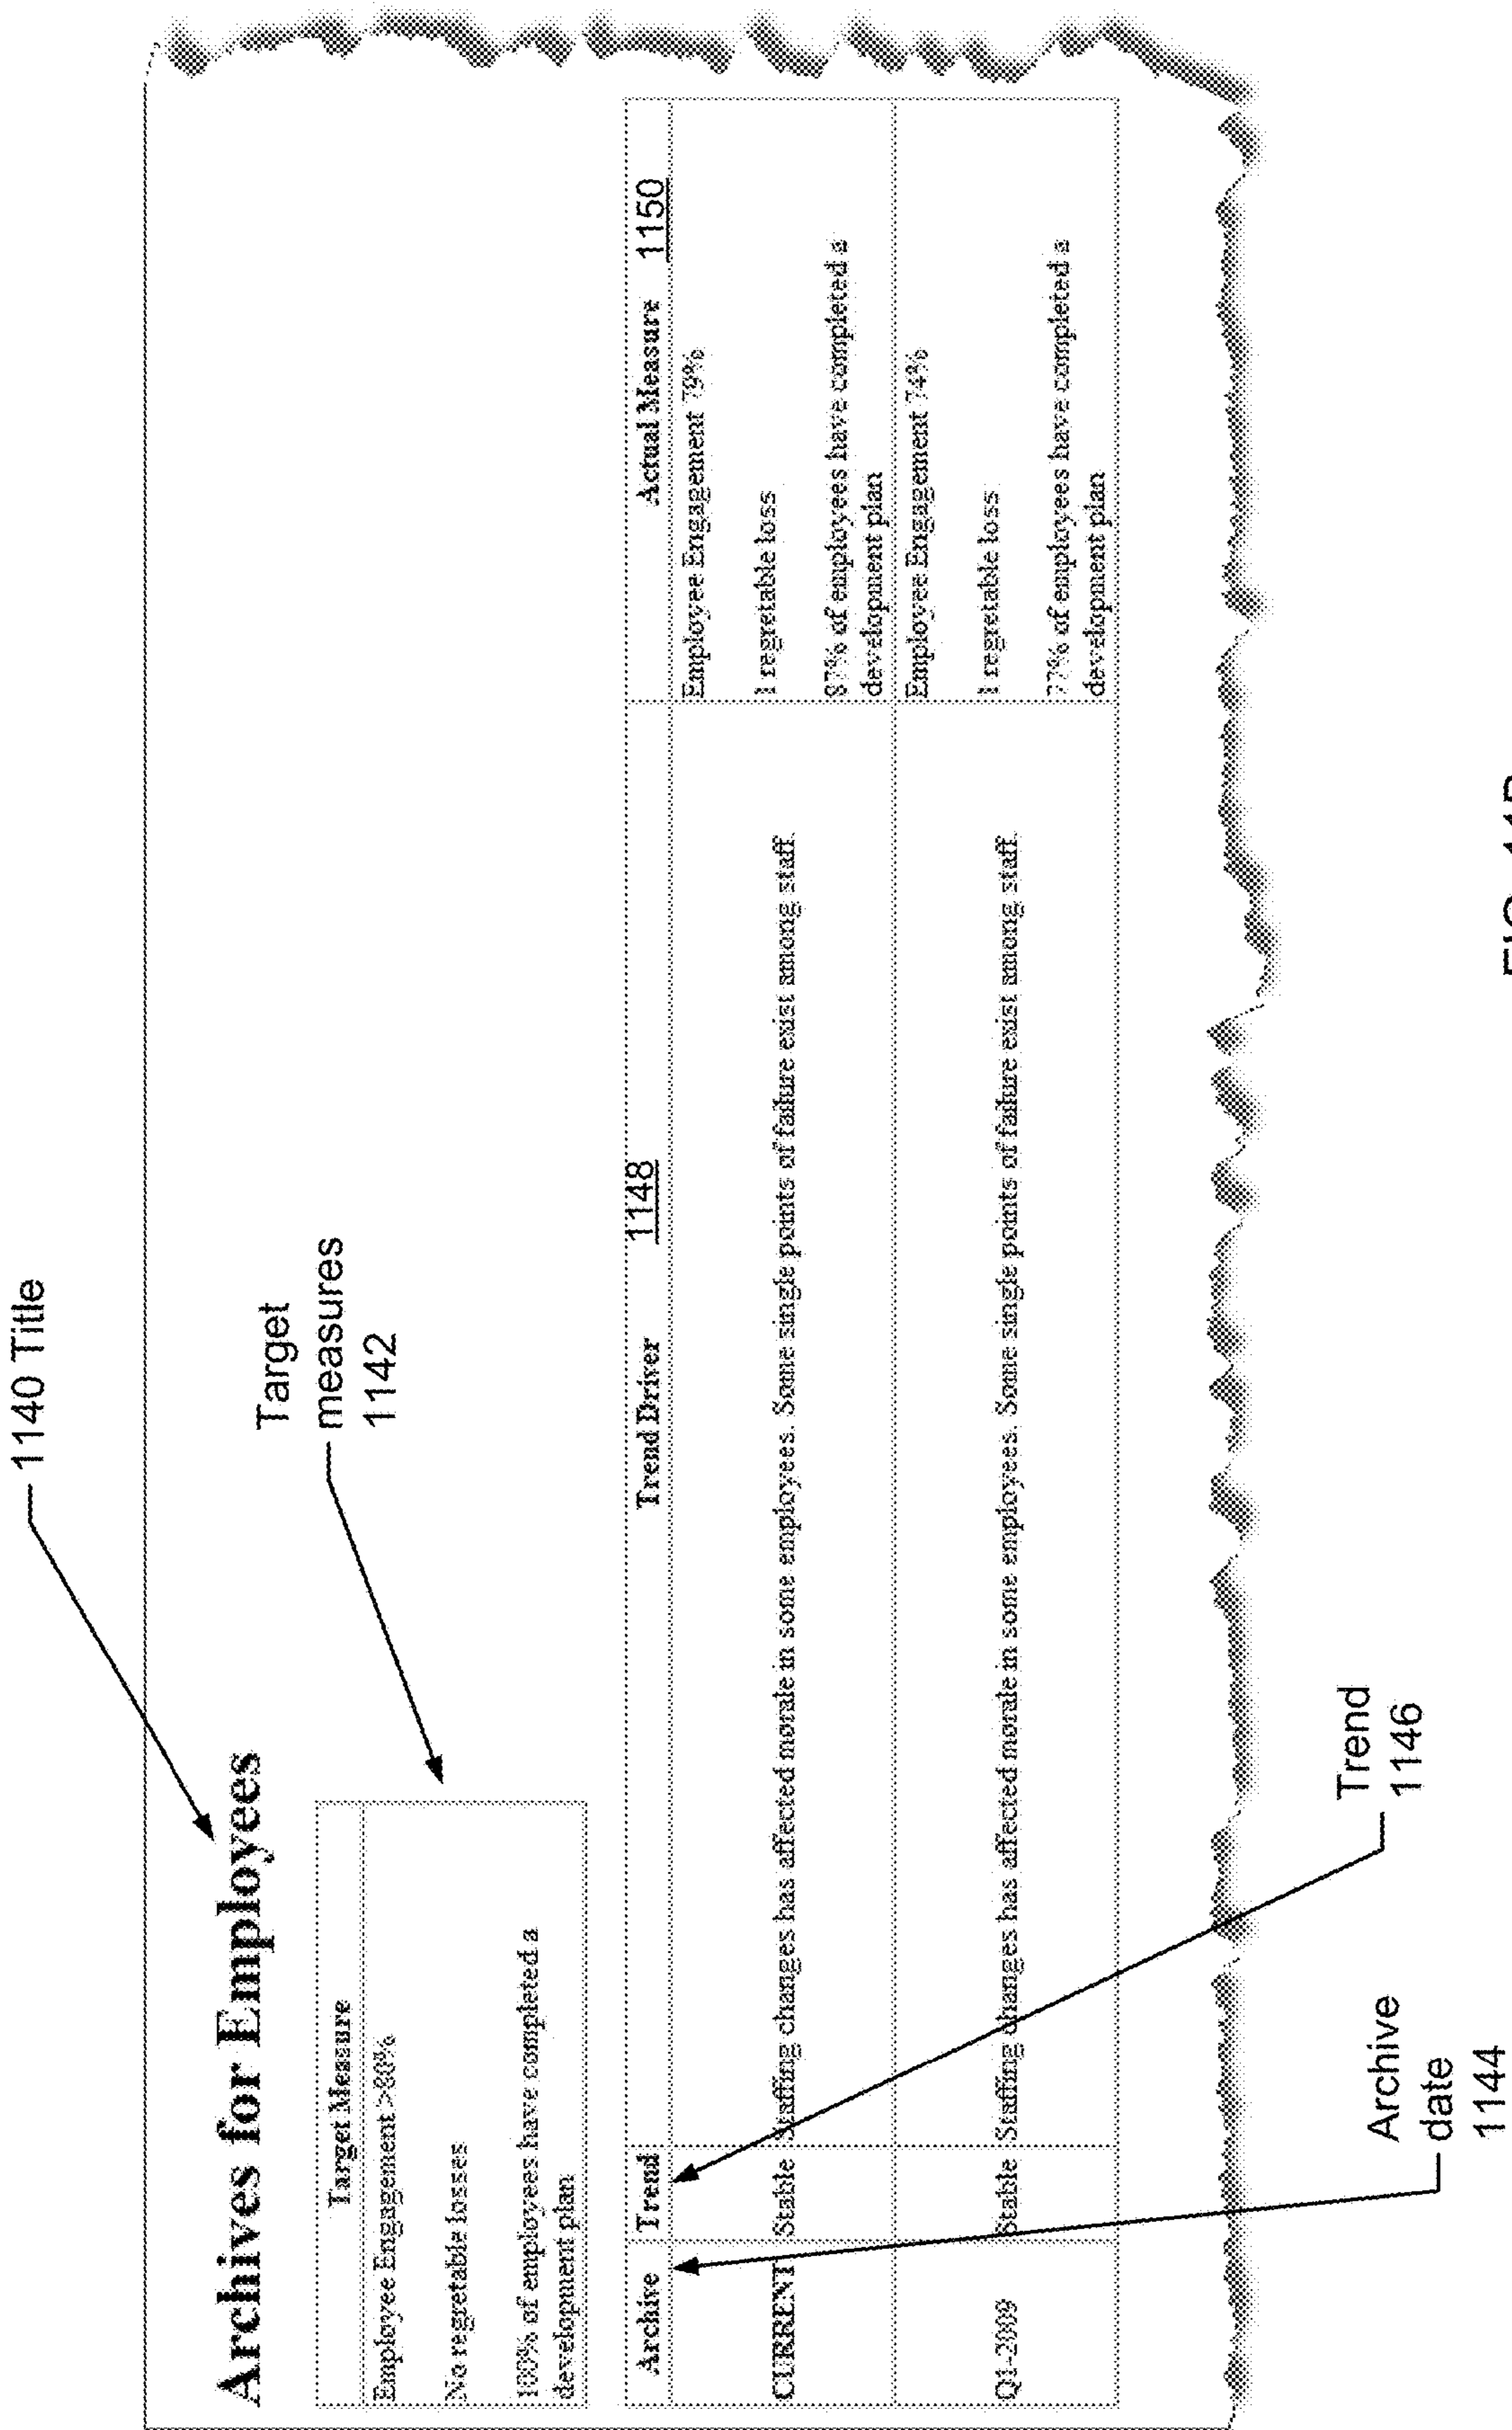 1140 Title
Archives for Employees
Target
measures
1142
Target Measure
Employee Engagement >80%
No regretable losses
100% of employees have completed a
development plan
Archive
Trend
Trend Driver
1148
Actual Measure
1150
CURRENT
Stable
Staffing changes has affected morale in some employees. Some single points of failure exist among staff.
Employee Engagement 79%
1 regretable loss
87% of employees have completed a
development plan
Q1-2009
Stable
Staffing changes has affected morale in some employees. Some single points of failure exist among staff.
Employee Engagement 74%
1 regretable loss
77% of employees have completed a
development plan
Archive
date
1144
Trend
1146